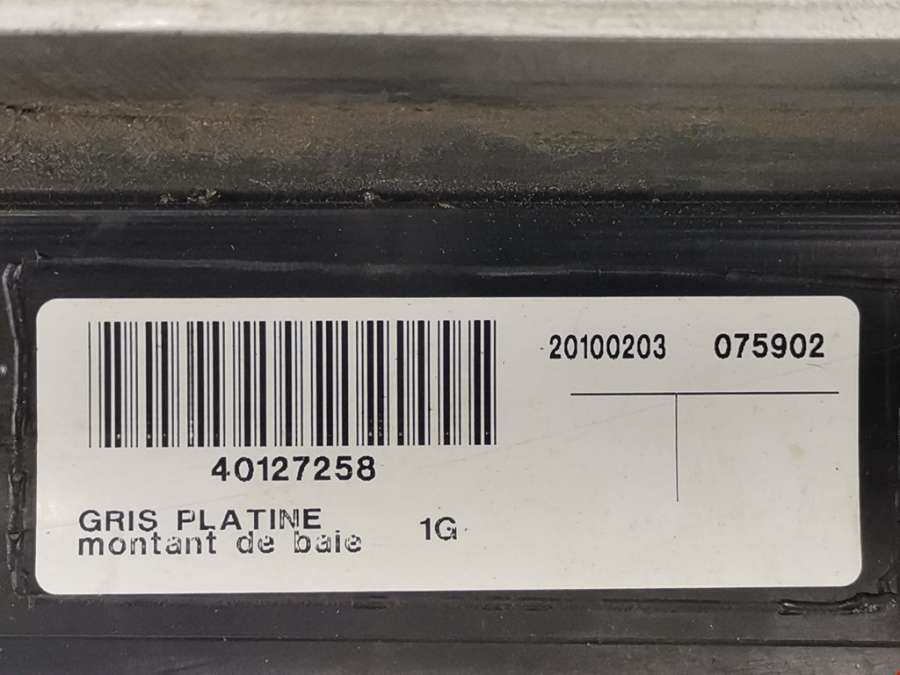 20100203 075902
40127258
GRIS PLATINE 1G
montant de baie